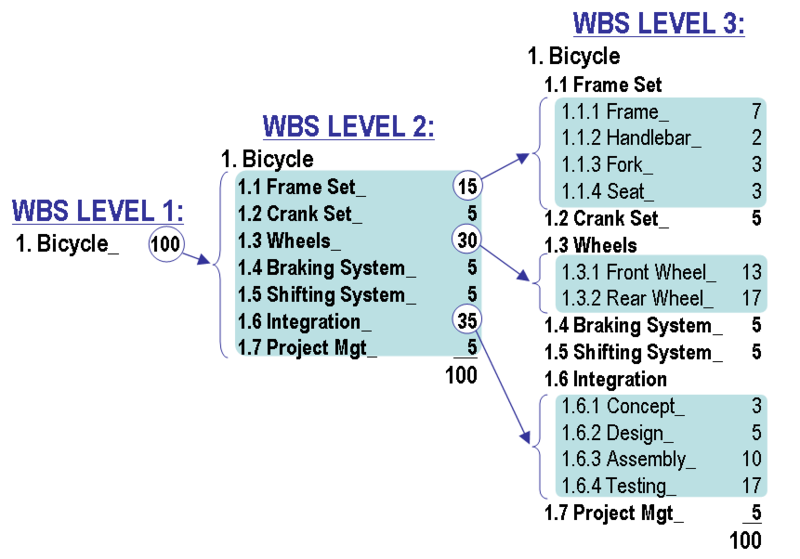 WBS LEVEL 1:
1. Bicycle_ 100
WBS LEVEL 2:
1. Bicycle
1.1 Frame Set_ 15
1.2 Crank Set_ 5
1.3 Wheels_ 30
1.4 Braking System_ 5
1.5 Shifting System_ 5
1.6 Integration_ 35
1.7 Project Mgt_ 5
100
WBS LEVEL 3:
1. Bicycle
1.1 Frame Set
1.1.1 Frame_ 7
1.1.2 Handlebar_ 2
1.1.3 Fork_ 3
1.1.4 Seat_ 3
1.2 Crank Set_ 5
1.3 Wheels
1.3.1 Front Wheel_ 13
1.3.2 Rear Wheel_ 17
1.4 Braking System_ 5
1.5 Shifting System_ 5
1.6 Integration
1.6.1 Concept_ 3
1.6.2 Design_ 5
1.6.3 Assembly_ 10
1.6.4 Testing_ 17
1.7 Project Mgt_ 5
100